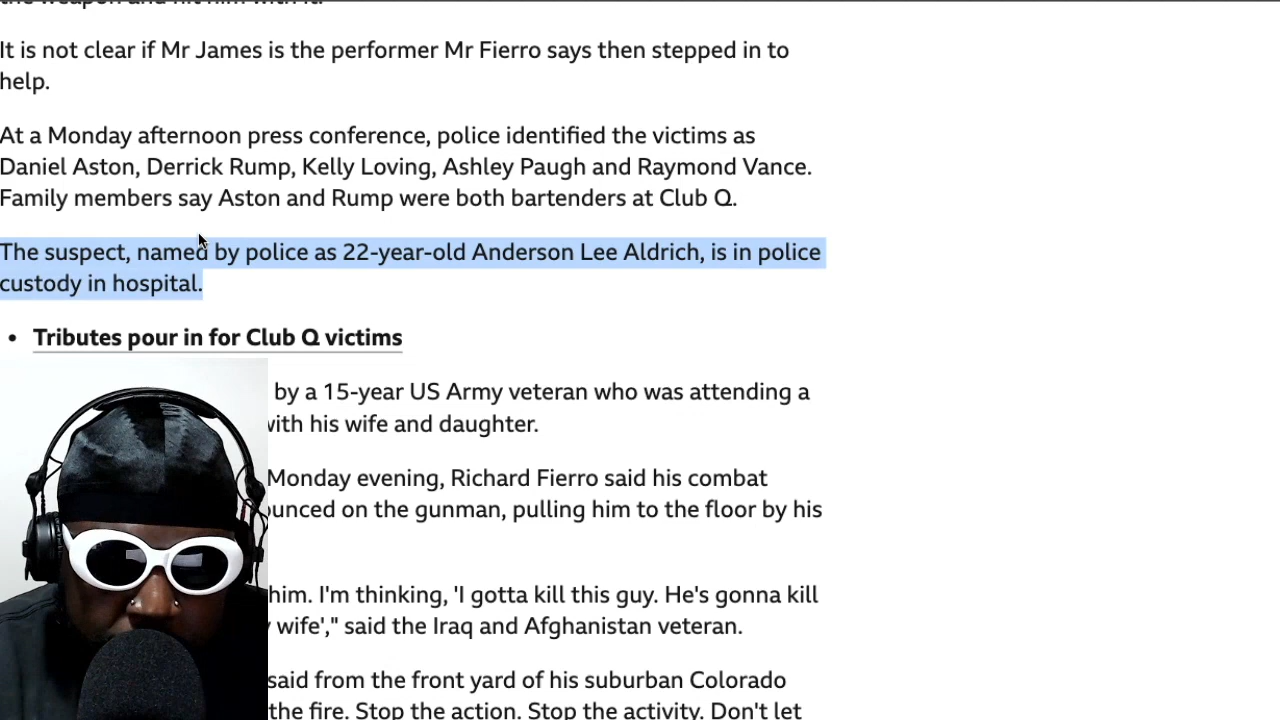 It is not clear if Mr James is the performer Mr Fierro says then stepped in to
help.
At a Monday afternoon press conference, police identified the victims as
Daniel Aston, Derrick Rump, Kelly Loving, Ashley Paugh and Raymond Vance.
Family members say Aston and Rump were both bartenders at Club Q.
The suspect, named by police as 22-year-old Anderson Lee Aldrich, is in police
custody in hospital.
• Tributes pour in for Club Q victims
by a 15-year US Army veteran who was attending a
with his wife and daughter.
Monday evening, Richard Fierro said his combat
on the gunman, pulling him to the floor by his
him. I'm thinking, 'I gotta kill this guy. He's gonna kill
wife'," said the Iraq and Afghanistan veteran.
said from the front yard of his suburban Colorado
the fire. Stop the action. Stop the activity. Don't let